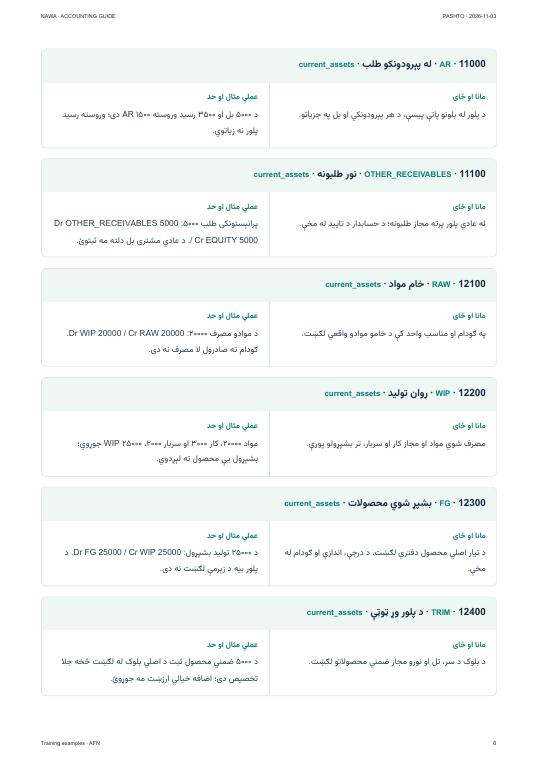 NAWA · ACCOUNTING GUIDE
PASHTO · 2026-11-03
11000 · AR · له پېرودونکو طلب · current_assets
مانا او ځای
د پلور له بلونو پاتې پیسې، د هر پېرودونکي او بل په جزیاتو.
عملي مثال او حد
د ۵۰۰۰ بل او ۳۵۰۰ رسید وروسته AR ۱۵۰۰ دی؛ وروسته رسید
پلور نه زیاتوي.
11100 · OTHER_RECEIVABLES · نور طلبونه · current_assets
مانا او ځای
له عادي پلور پرته مجاز طلبونه؛ د حسابدار د تایید له مخې.
عملي مثال او حد
پرانیستونکی طلب ۵۰۰۰: Dr OTHER_RECEIVABLES 5000
/ Cr EQUITY 5000. د عادي مشتری بل دلته مه ثبتوئ.
12100 · RAW · خام مواد · current_assets
مانا او ځای
په ګودام او مناسب واحد کې د خامو موادو واقعي لګښت.
عملي مثال او حد
د موادو مصرف ۲۰۰۰۰: Dr WIP 20000 / Cr RAW 20000.
ګودام ته صادرول لا مصرف نه دی.
12200 · WIP · روان تولید · current_assets
مانا او ځای
مصرف شوي مواد او مجاز کار او سربار، تر بشپړولو پورې.
عملي مثال او حد
مواد ۲۰۰۰۰، کار ۳۰۰۰ او سربار ۲۰۰۰، WIP ۲۵۰۰۰ جوړوي؛
بشپړول یې محصول ته لېږدوي.
12300 · FG · بشپړ شوي محصولات · current_assets
مانا او ځای
د تیار اصلي محصول دفتري لګښت، د درجې، اندازې او ګودام له
مخې.
عملي مثال او حد
د ۲۵۰۰۰ تولید بشپړول: Dr FG 25000 / Cr WIP 25000. د
پلور بیه د زېرمې لګښت نه دی.
12400 · TRIM · د پلور وړ ټوټې · current_assets
مانا او ځای
د بلوک د سر، تل او نورو مجاز ضمني محصولاتو لګښت.
عملي مثال او حد
د ۵۰۰۰ ضمني محصول ثبت د اصلي بلوک له لګښت څخه جلا
تخصیص دی؛ اضافه خیالي ارزښت مه جوړوئ.
Training examples · AFN
6